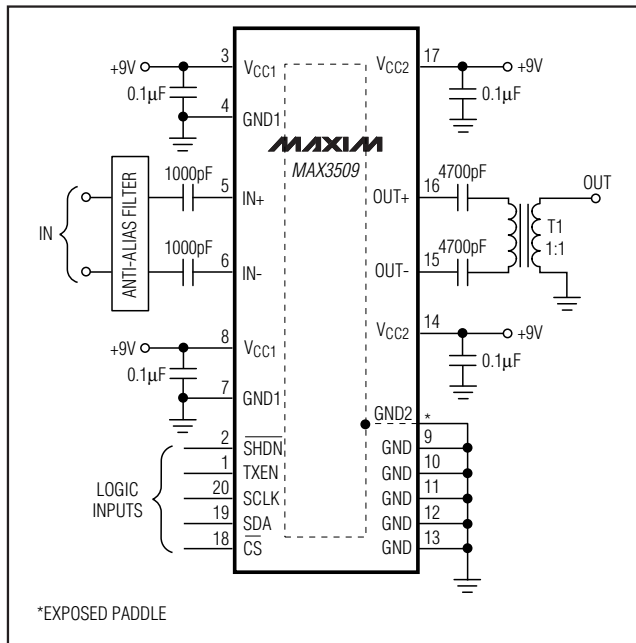 3
+9V
VCC1
0.1µF
4
GND1
17
VCC2
+9V
0.1µF
MAXIM
MAX3509
IN
ANTI-ALIAS FILTER
1000pF
5
IN+
1000pF
6
IN-
OUT+
16
4700pF
OUT-
15
4700pF
OUT
T1
1:1
8
+9V
VCC1
0.1µF
7
GND1
VCC2
14
+9V
0.1µF
GND2
*
LOGIC
INPUTS
2
SHDN
1
TXEN
20
SCLK
19
SDA
18
CS
GND
9
GND
10
GND
11
GND
12
GND
13
*EXPOSED PADDLE